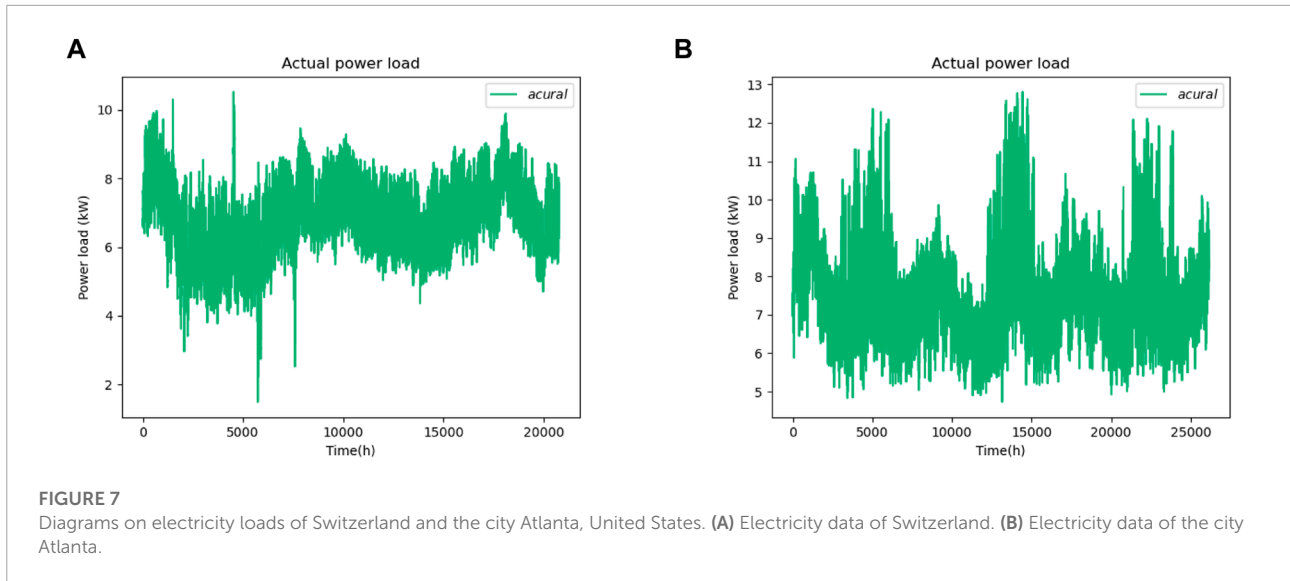 A
Actual power load
acural
10
8
6
4
2
Power load (kW)
0
5000
10000
15000
20000
Time(h)
B
Actual power load
acural
13
12
11
10
9
8
7
6
5
Power load (kW)
0
5000
10000
15000
20000
25000
Time(h)
FIGURE 7
Diagrams on electricity loads of Switzerland and the city Atlanta, United States. (A) Electricity data of Switzerland. (B) Electricity data of the city
Atlanta.